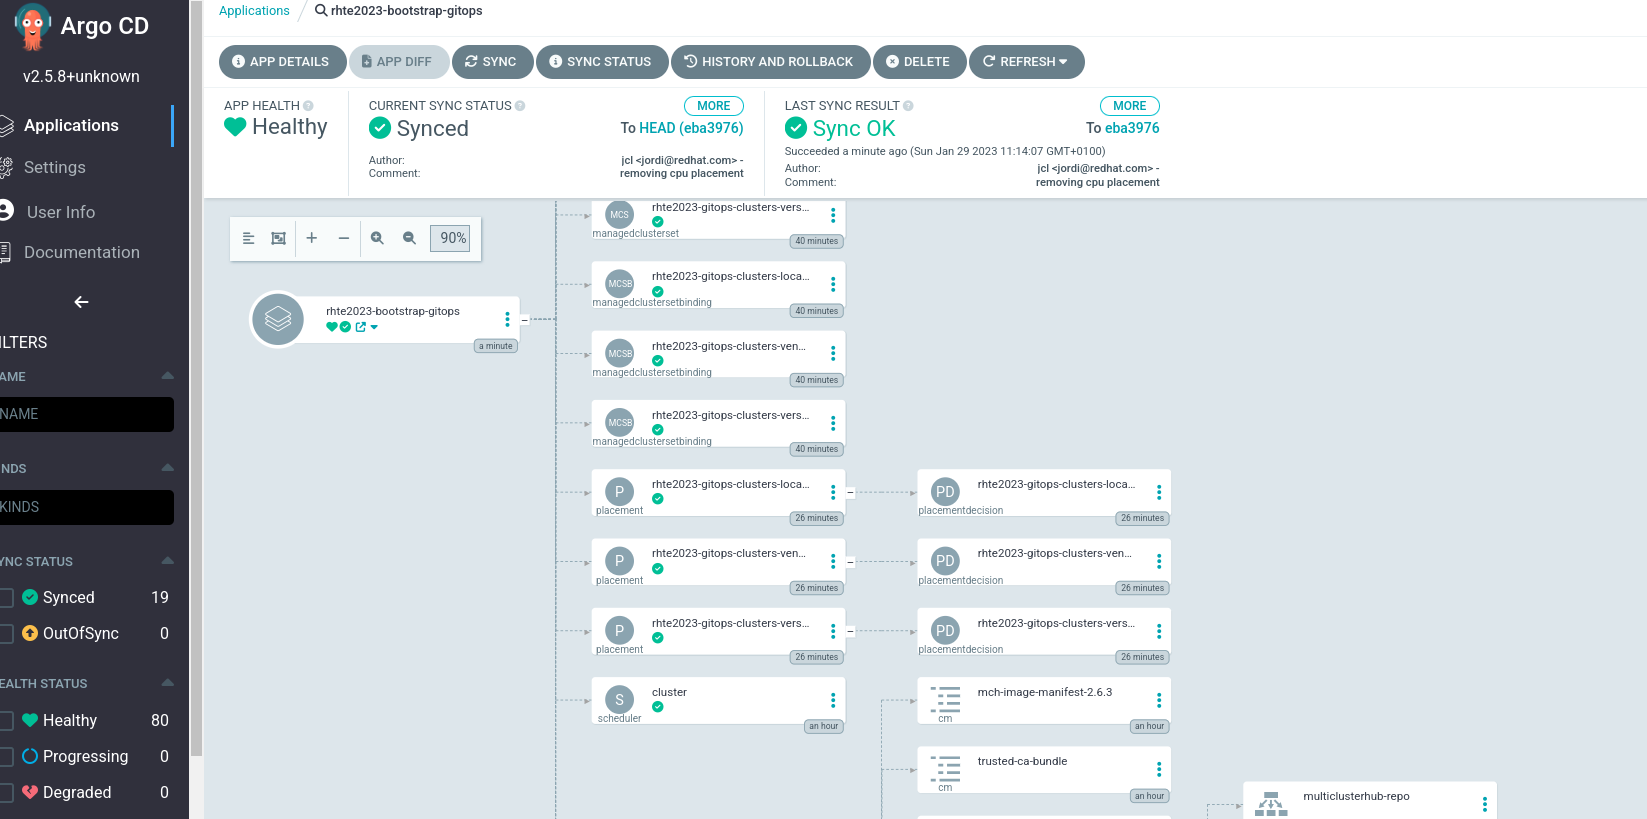 Argo CD
v2.5.8+unknown
Applications
Settings
User Info
Documentation
ILTERS
AME
NAME
NDS
KINDS
YNC STATUS
Synced 19
OutOfSync 0
EALTH STATUS
Healthy 80
Progressing 0
Degraded 0
Applications / rhte2023-bootstrap-gitops
APP DETAILS APP DIFF SYNC SYNC STATUS HISTORY AND ROLLBACK DELETE REFRESH
APP HEALTH
Healthy
CURRENT SYNC STATUS MORE
Synced To HEAD (eba3976)
Author: jcl <jordi@redhat.com> -
Comment: removing cpu placement
LAST SYNC RESULT MORE
Sync OK To eba3976
Succeeded a minute ago (Sun Jan 29 2023 11:14:07 GMT+0100)
Author: jcl <jordi@redhat.com> -
Comment: removing cpu placement
90%
rhte2023-bootstrap-gitops
a minute
MCS rhte2023-gitops-clusters-vers...
managedclusterset
40 minutes
MCSB rhte2023-gitops-clusters-loca...
managedclustersetbinding
40 minutes
MCSB rhte2023-gitops-clusters-ven...
managedclustersetbinding
40 minutes
MCSB rhte2023-gitops-clusters-vers...
managedclustersetbinding
40 minutes
P rhte2023-gitops-clusters-loca...
placement
26 minutes
PD rhte2023-gitops-clusters-loca...
placementdecision
26 minutes
P rhte2023-gitops-clusters-ven...
placement
26 minutes
PD rhte2023-gitops-clusters-ven...
placementdecision
26 minutes
P rhte2023-gitops-clusters-vers...
placement
26 minutes
PD rhte2023-gitops-clusters-vers...
placementdecision
26 minutes
S cluster
scheduler
an hour
mch-image-manifest-2.6.3
cm
an hour
trusted-ca-bundle
cm
an hour
multiclusterhub-repo